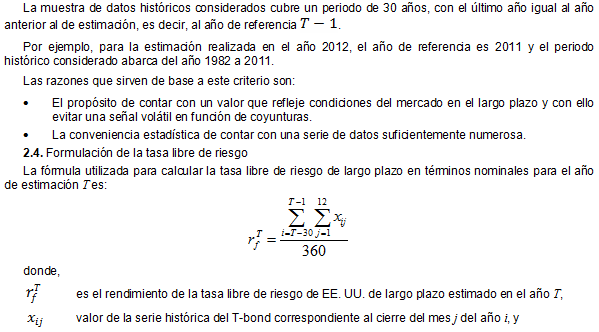 La muestra de datos históricos considerados cubre un periodo de 30 años, con el último año igual al año
anterior al de estimación, es decir, al año de referencia T − 1.
Por ejemplo, para la estimación realizada en el año 2012, el año de referencia es 2011 y el periodo
histórico considerado abarca del año 1982 a 2011.
Las razones que sirven de base a este criterio son:
• El propósito de contar con un valor que refleje condiciones del mercado en el largo plazo y con ello
evitar una señal volátil en función de coyunturas.
• La conveniencia estadística de contar con una serie de datos suficientemente numerosa.
2.4. Formulación de la tasa libre de riesgo
La fórmula utilizada para calcular la tasa libre de riesgo de largo plazo en términos nominales para el año
de estimación T es:
r_f^T = ∑_{i=T−30}^{T−1} ∑_{j=1}^{12} x_{ij} / 360
donde,
r_f^T es el rendimiento de la tasa libre de riesgo de EE. UU. de largo plazo estimado en el año T,
x_{ij} valor de la serie histórica del T-bond correspondiente al cierre del mes j del año i, y